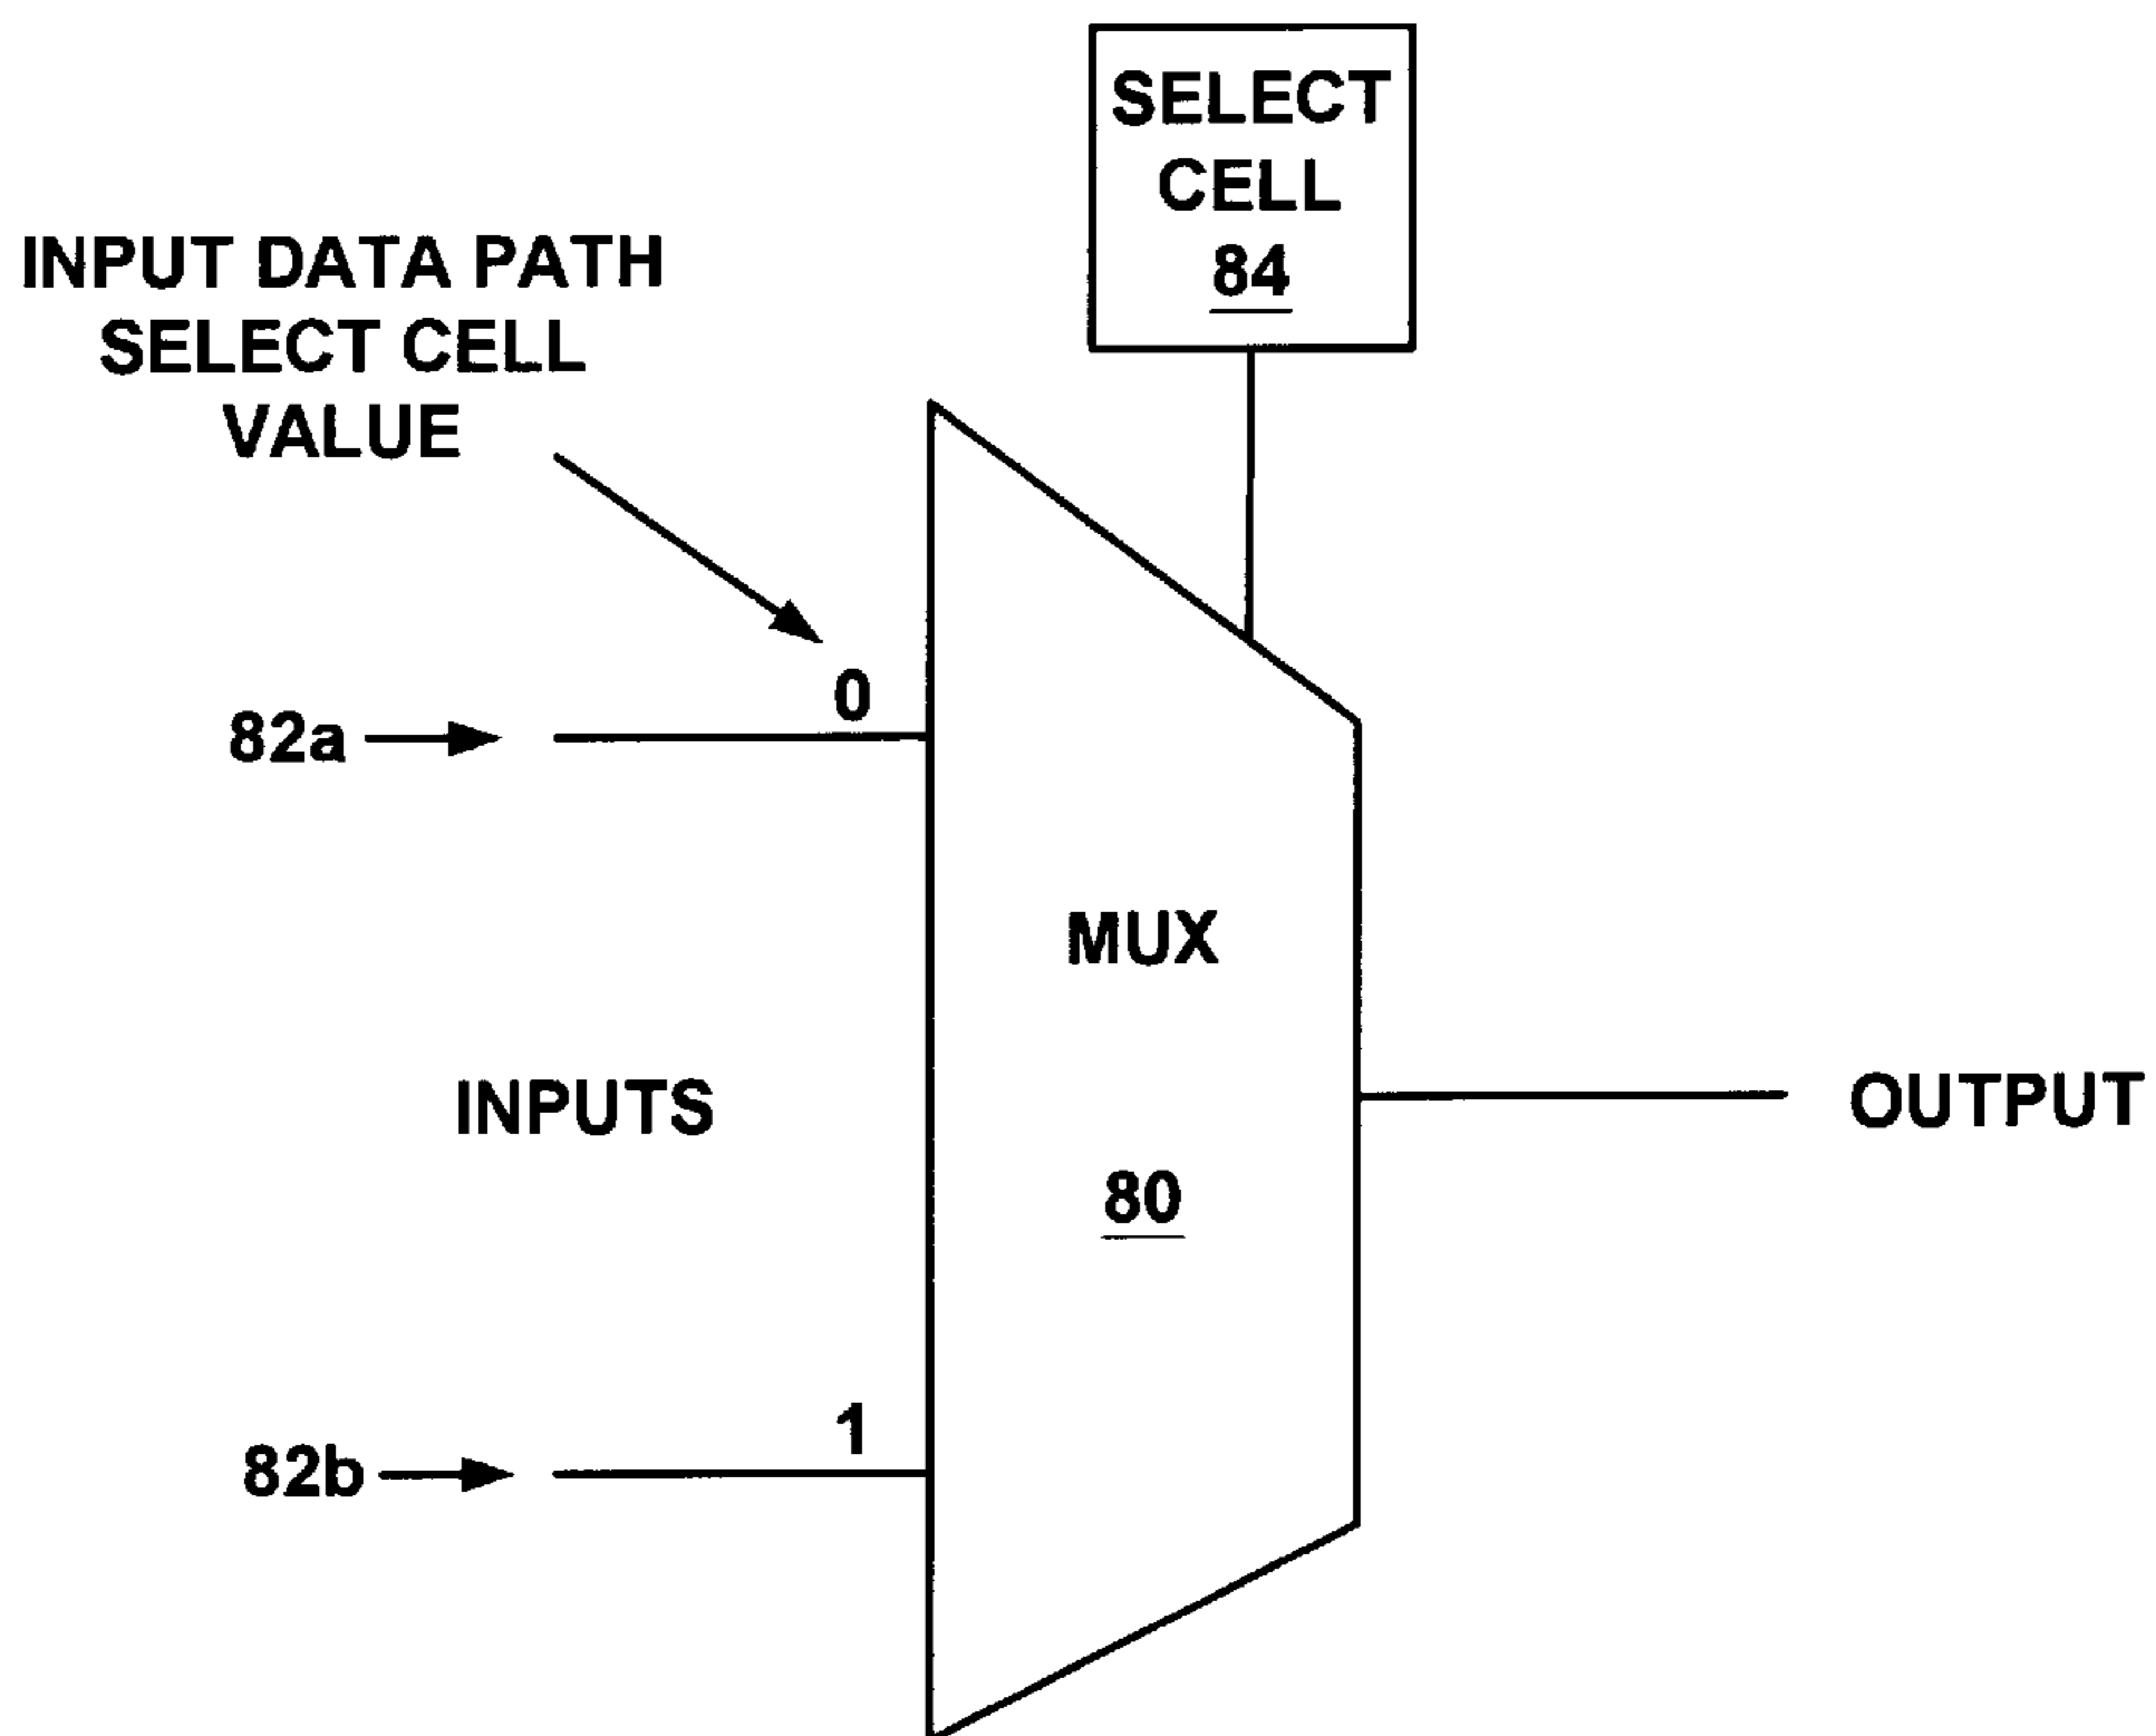 SELECT
CELL
84
INPUT DATA PATH
SELECT CELL
VALUE
0
82a
MUX
INPUTS
OUTPUT
80
1
82b